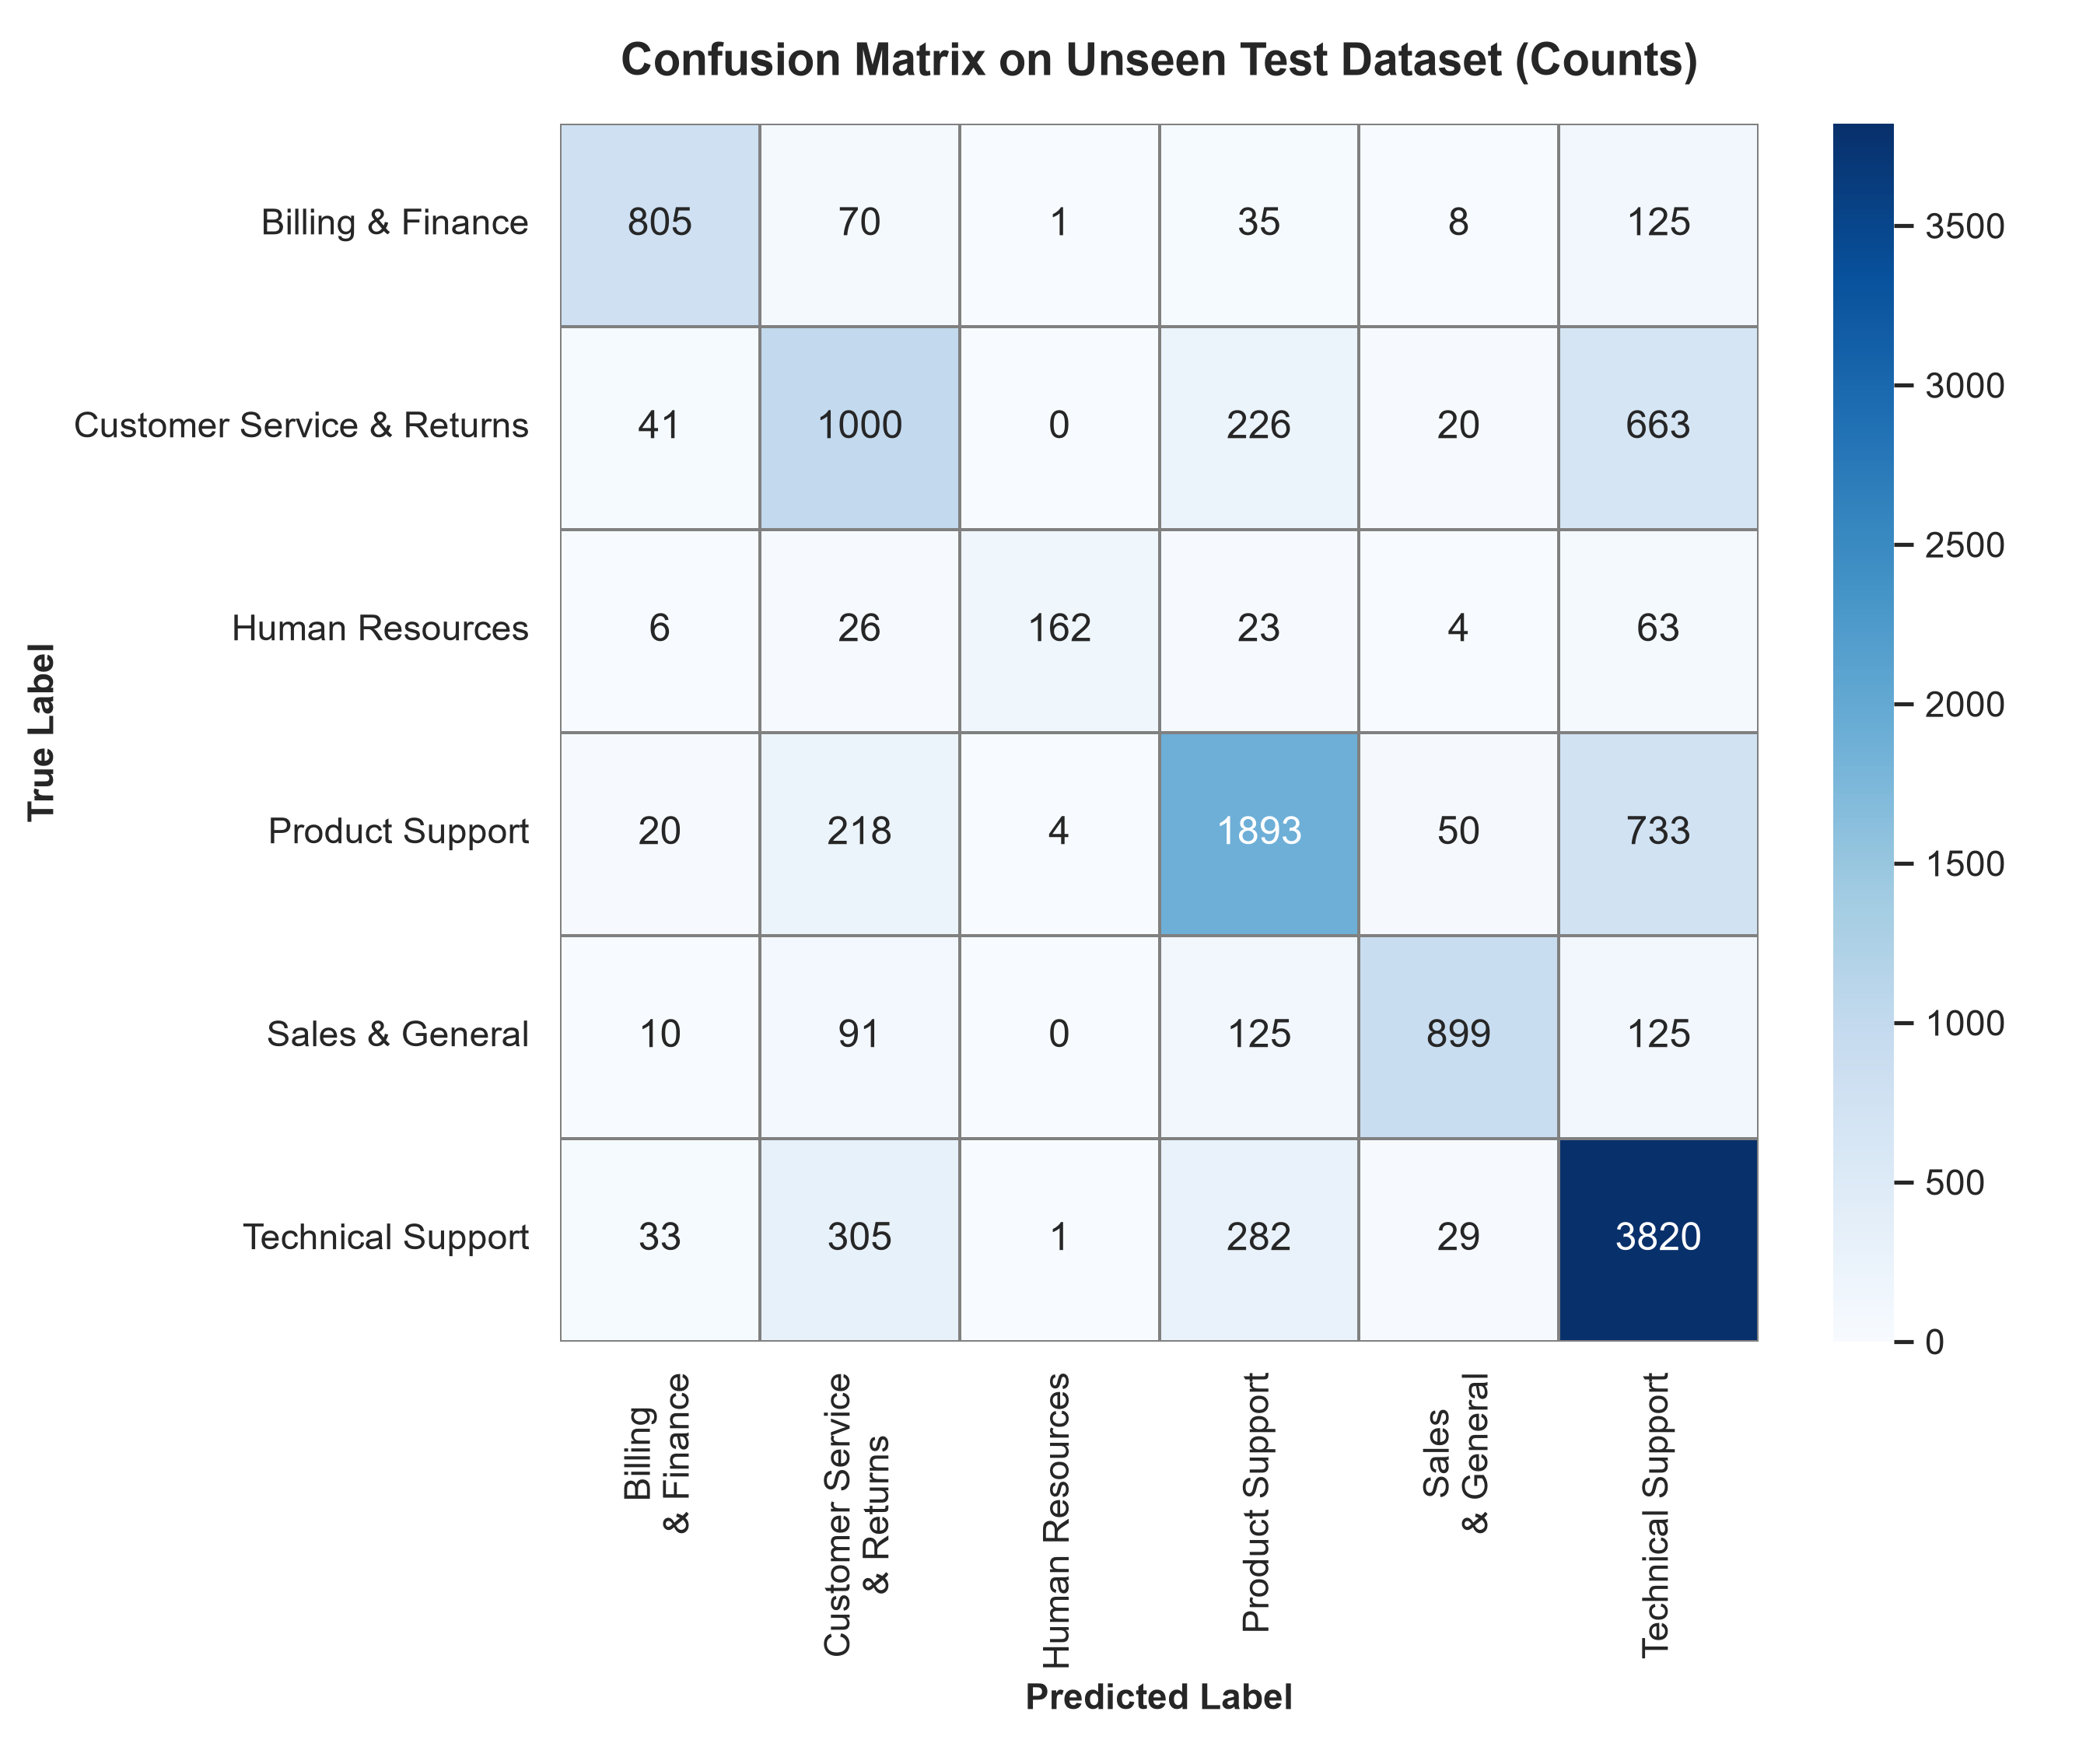 Confusion Matrix on Unseen Test Dataset (Counts)
True Label
Billing & Finance 805 70 1 35 8 125
Customer Service & Returns 41 1000 0 226 20 663
Human Resources 6 26 162 23 4 63
Product Support 20 218 4 1893 50 733
Sales & General 10 91 0 125 899 125
Technical Support 33 305 1 282 29 3820
Billing
& Finance
Customer Service
& Returns
Human Resources
Product Support
Sales
& General
Technical Support
Predicted Label
3500
3000
2500
2000
1500
1000
500
0